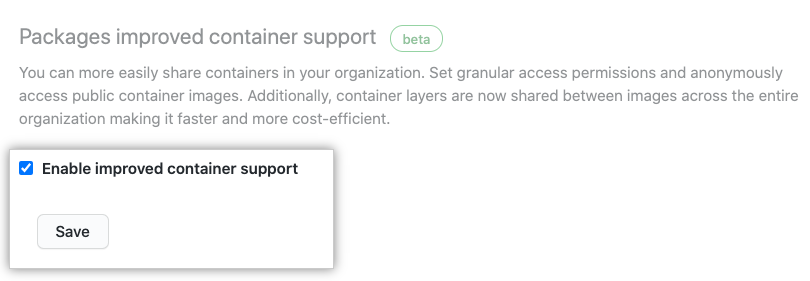 Packages improved container support beta
You can more easily share containers in your organization. Set granular access permissions and anonymously
access public container images. Additionally, container layers are now shared between images across the entire
organization making it faster and more cost-efficient.
Enable improved container support
Save